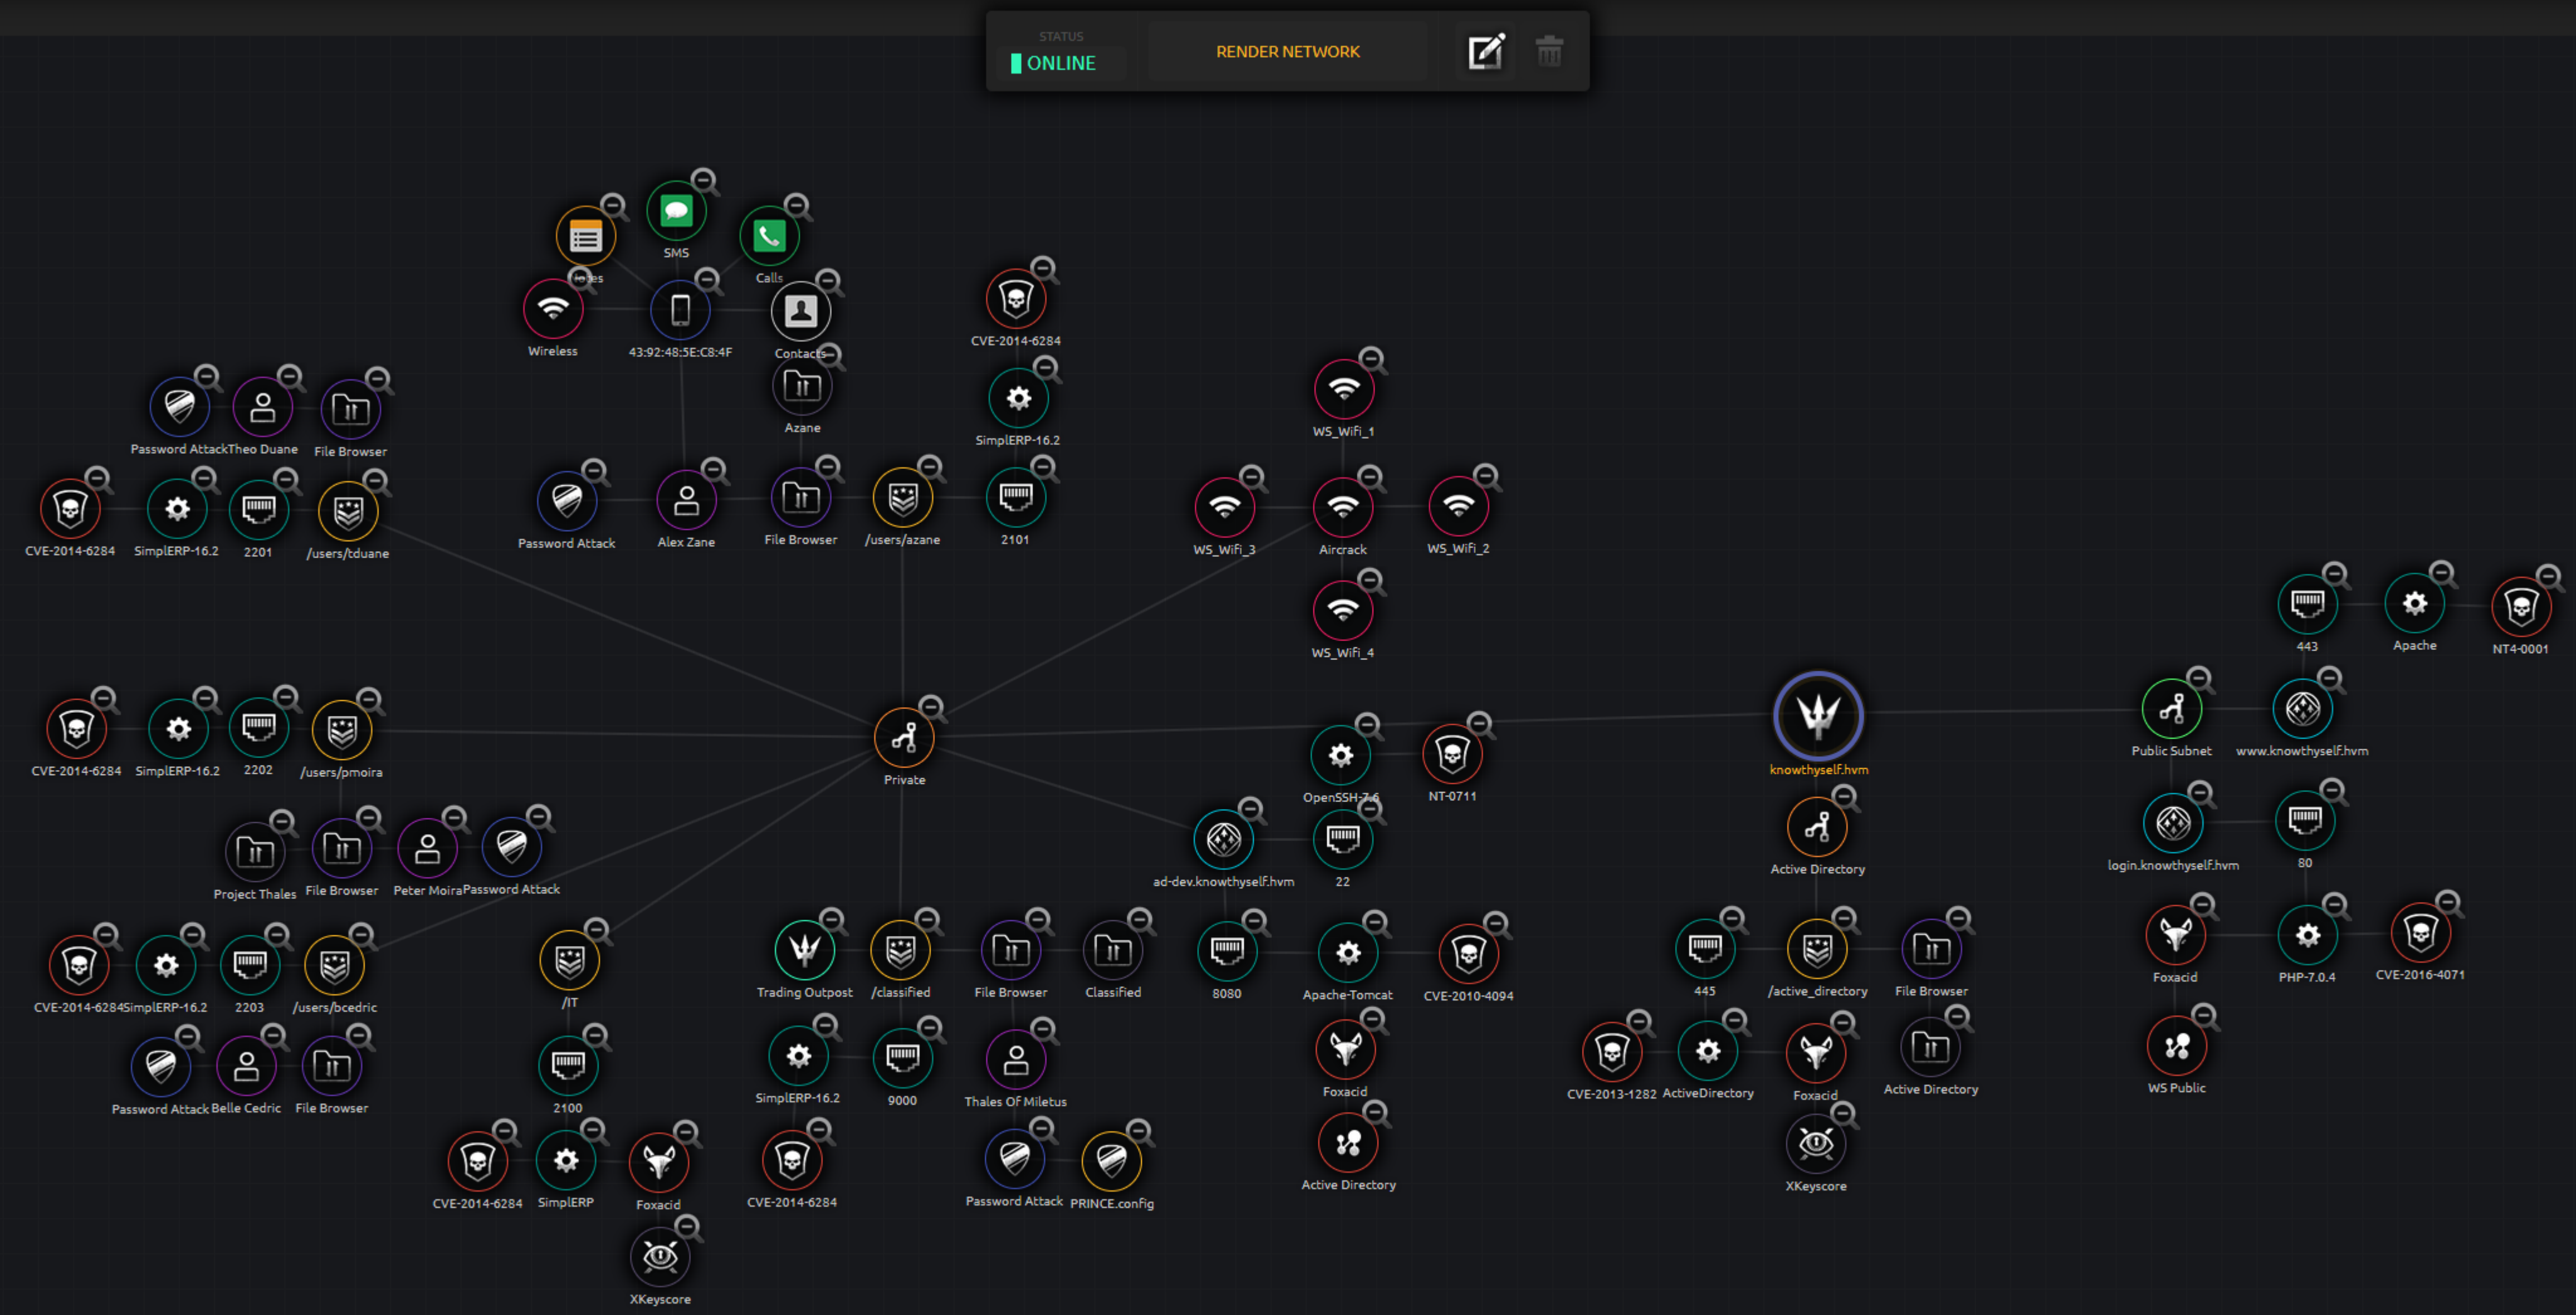 STATUS
ONLINE
RENDER NETWORK
SMS
Calls
Wireless
43:92:48:5E:C8:4F
Contacts
CVE-2014-6284
Azane
SimplERP-16.2
WS_Wifi_1
Password Attack
Theo Duane
File Browser
CVE-2014-6284
SimplERP-16.2
2201
/users/tduane
Password Attack
Alex Zane
File Browser
/users/azane
2101
WS_Wifi_3
Aircrack
WS_Wifi_2
WS_Wifi_4
443
Apache
NT4-0001
CVE-2014-6284
SimplERP-16.2
2202
/users/pmoira
Private
OpenSSH-7.6
NT-0711
knowthyself.hvm
Public Subnet
www.knowthyself.hvm
Project Thales
File Browser
Peter Moira
Password Attack
ad-dev.knowthyself.hvm
22
Active Directory
login.knowthyself.hvm
80
CVE-2014-6284
SimplERP-16.2
2203
/users/bcedric
/IT
Trading Outpost
/classified
File Browser
Classified
8080
Apache-Tomcat
CVE-2010-4094
445
/active_directory
File Browser
Foxacid
PHP-7.0.4
CVE-2016-4071
Password Attack
Belle Cedric
File Browser
2100
SimplERP-16.2
9000
Thales Of Miletus
Foxacid
CVE-2013-1282
ActiveDirectory
Foxacid
Active Directory
WS Public
CVE-2014-6284
SimplERP
Foxacid
CVE-2014-6284
Password Attack
PRINCE.config
Active Directory
XKeyscore
XKeyscore